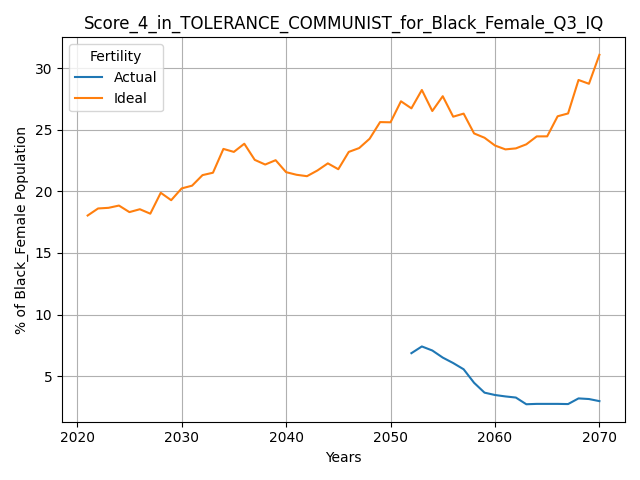 Score_4_in_TOLERANCE_COMMUNIST_for_Black_Female_Q3_IQ
Fertility
Actual
Ideal
% of Black_Female Population
30
25
20
15
10
5
2020
2030
2040
2050
2060
2070
Years